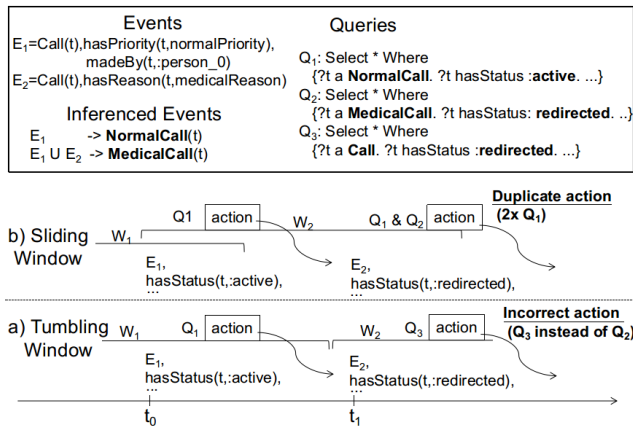 Events
E1=Call(t),hasPriority(t,normalPriority),
madeBy(t,:person_0)
E2=Call(t),hasReason(t,medicalReason)
Inferenced Events
E1 -> NormalCall(t)
E1 U E2 -> MedicalCall(t)
Queries
Q1: Select * Where
{?t a NormalCall. ?t hasStatus :active. ...}
Q2: Select * Where
{?t a MedicalCall. ?t hasStatus: redirected. ..}
Q3: Select * Where
{?t a Call. ?t hasStatus :redirected. ...}
Duplicate action
(2x Q1)
Q1 action W2 Q1 & Q2 action
b) Sliding W1
Window
E1, E2,
hasStatus(t,:active), hasStatus(t,:redirected),
... ...
Incorrect action
(Q3 instead of Q2)
a) Tumbling W1 Q1 action W2 Q3 action
Window
E1, E2,
hasStatus(t,:active), hasStatus(t,:redirected),
... ...
t0 t1